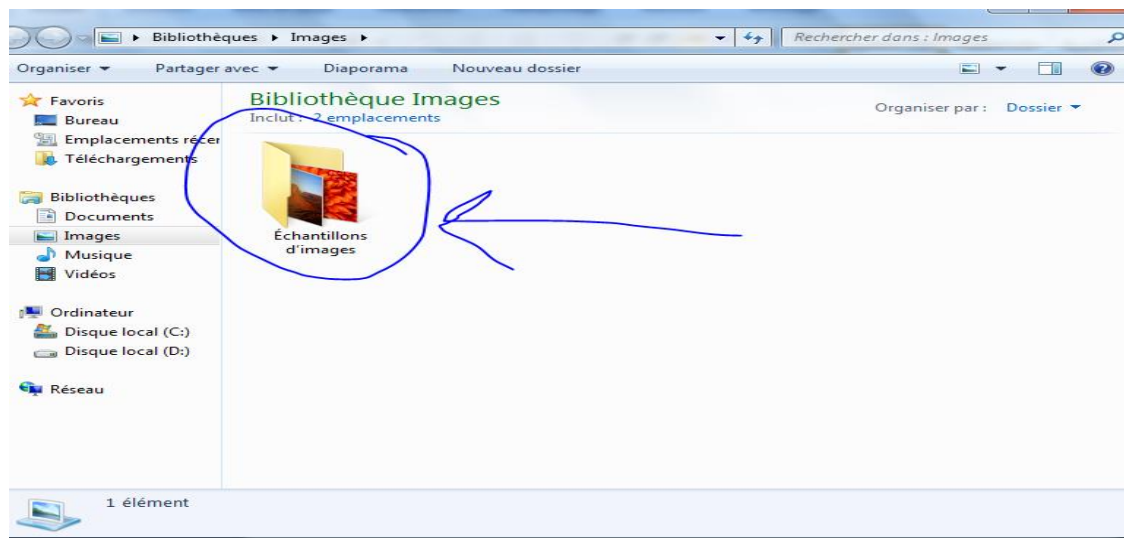 Bibliothèques Images
Rechercher dans : Images
Organiser Partager avec Diaporama Nouveau dossier
Favoris
Bureau
Emplacements récen
Téléchargements
Bibliothèques
Documents
Images
Musique
Vidéos
Ordinateur
Disque local (C:)
Disque local (D:)
Réseau
Bibliothèque Images
Inclut : 2 emplacements
Organiser par : Dossier
Échantillons
d'images
1 élément